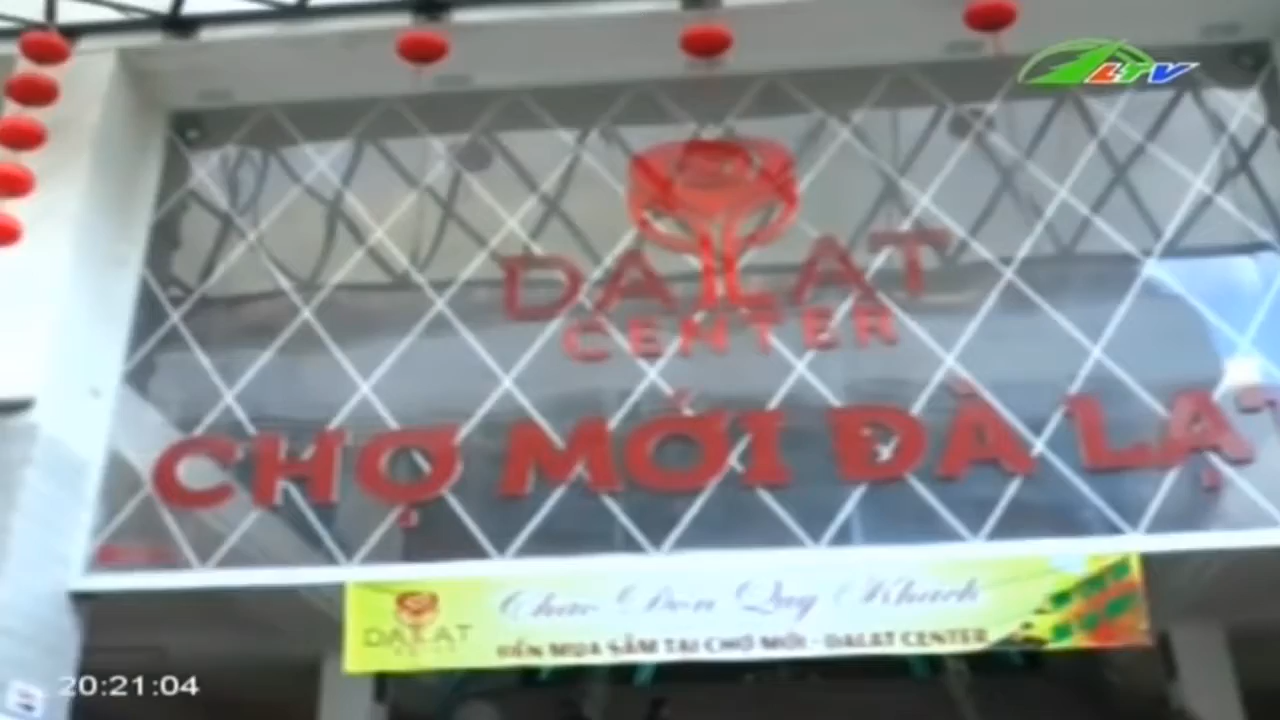 LTV
DALAT
CENTER
CHỢ MỚI ĐÀ LẠT
Chào Đón Quý Khách
DALAT
ĐẾN MUA SẮM TẠI CHỢ MỚI - DALAT CENTER
20:21:04